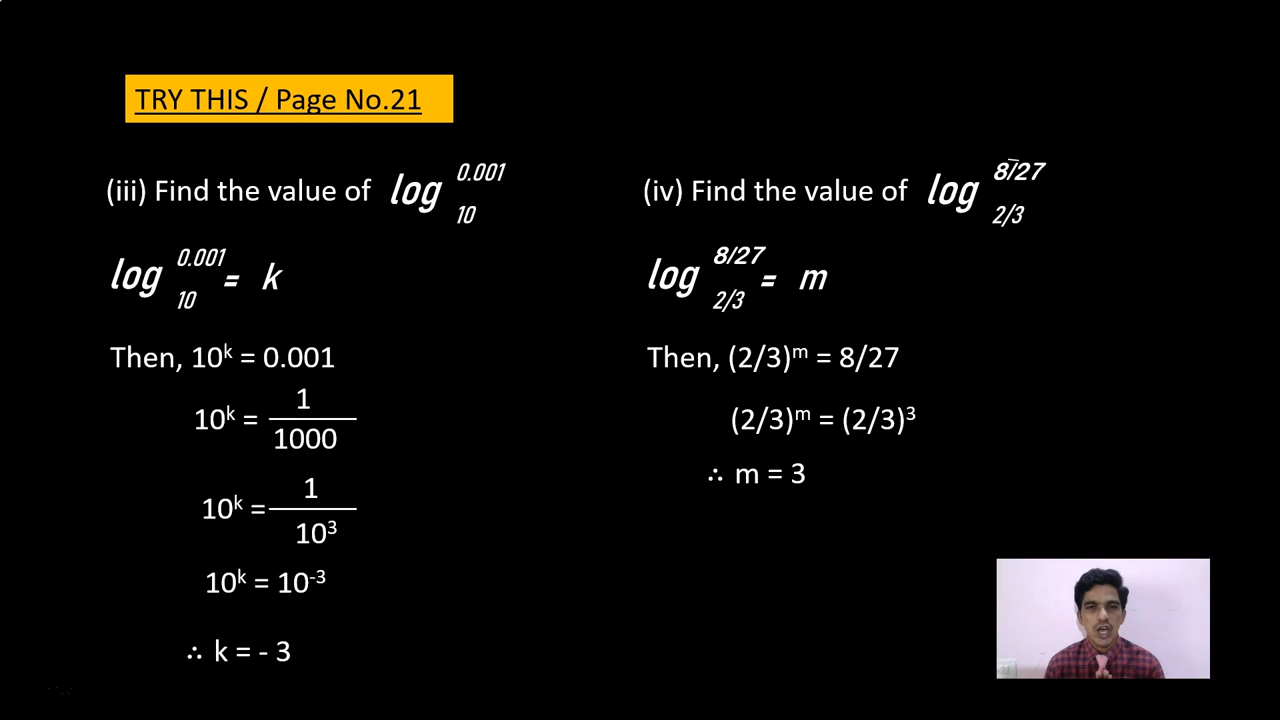 TRY THIS / Page No.21
(iii) Find the value of log 10 0.001
log 10 0.001 = k
Then, 10ᵏ = 0.001
10ᵏ = 1/1000
10ᵏ = 1/10³
10ᵏ = 10⁻³
∴ k = - 3
(iv) Find the value of log 2/3 8/27
log 2/3 8/27 = m
Then, (2/3)ᵐ = 8/27
(2/3)ᵐ = (2/3)³
∴ m = 3